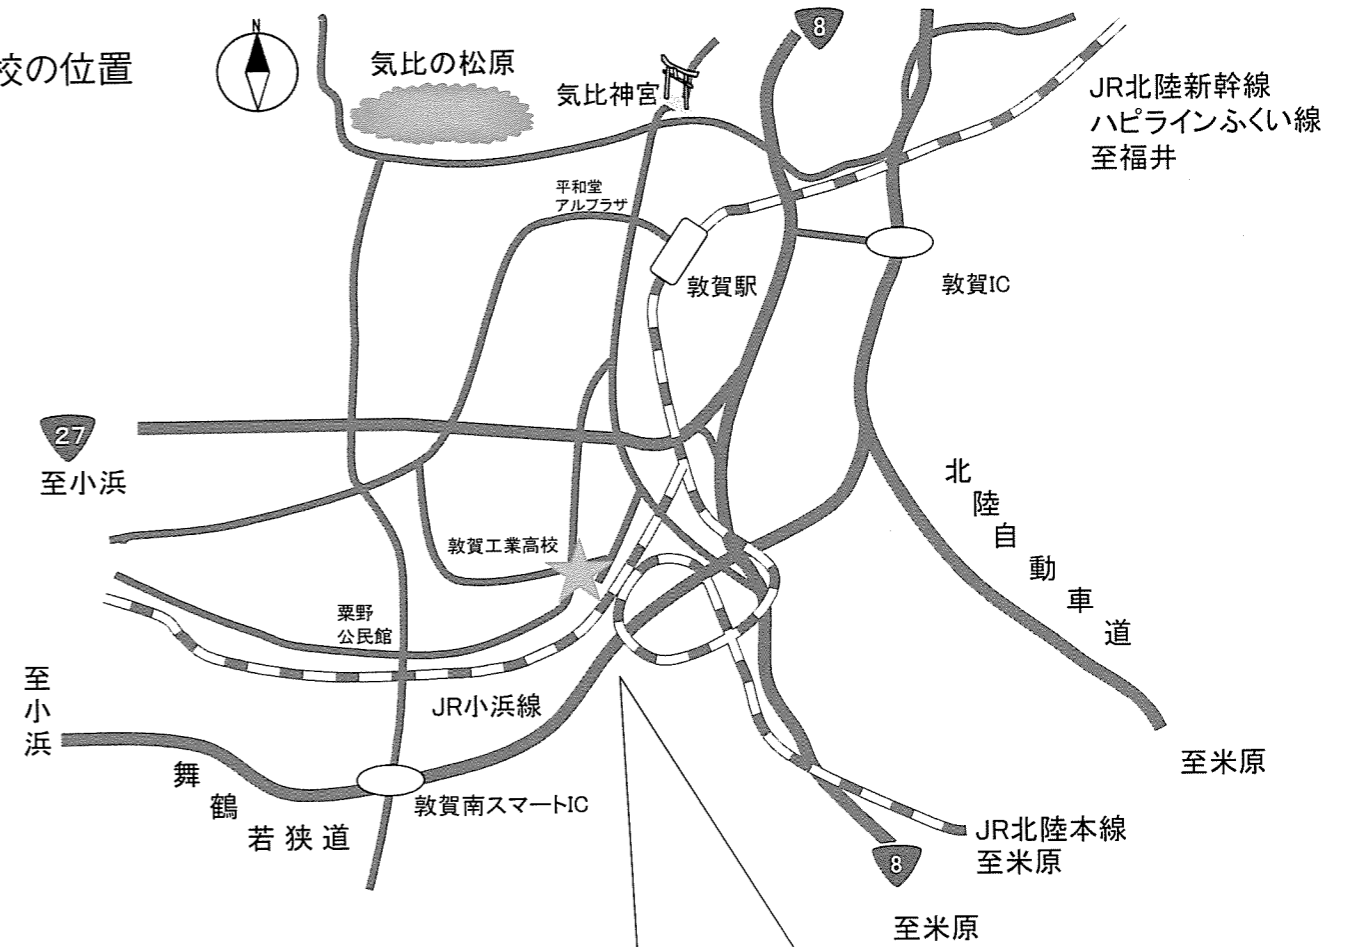 校の位置
N
気比の松原
気比神宮
8
JR北陸新幹線
ハピラインふくい線
至福井
平和堂
アルプラザ
敦賀駅
敦賀IC
27
至小浜
北陸自動車道
敦賀工業高校
粟野
公民館
至小浜
JR小浜線
舞鶴若狭道
敦賀南スマートIC
至米原
JR北陸本線
至米原
8
至米原